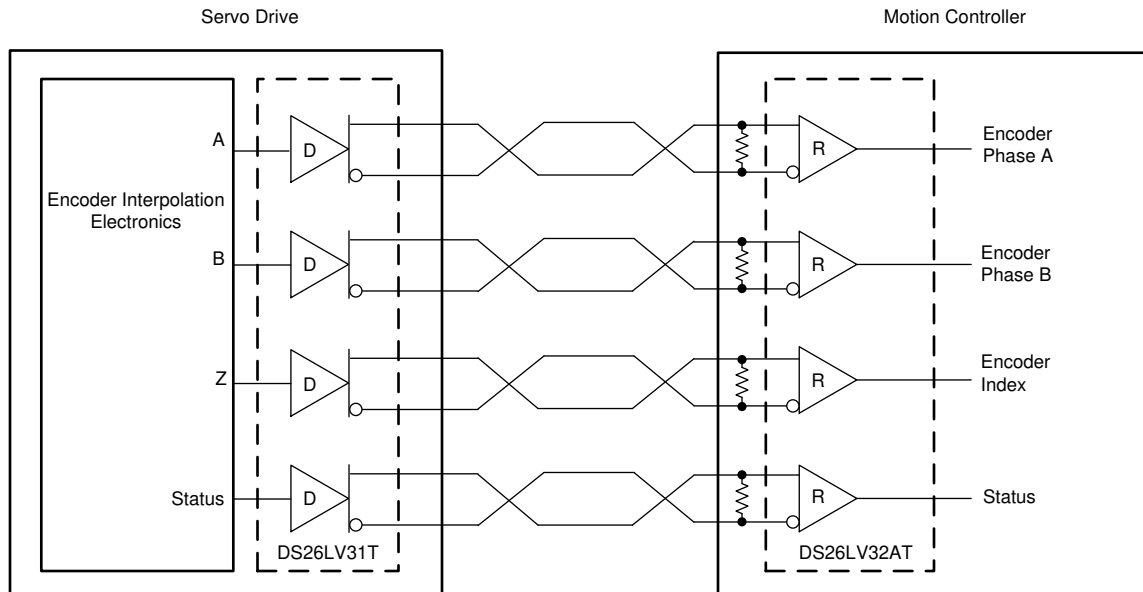 Servo Drive
Motion Controller
A
D
R
Encoder
Phase A
Encoder Interpolation
Electronics
B
D
R
Encoder
Phase B
Z
D
R
Encoder
Index
Status
D
R
Status
DS26LV31T
DS26LV32AT